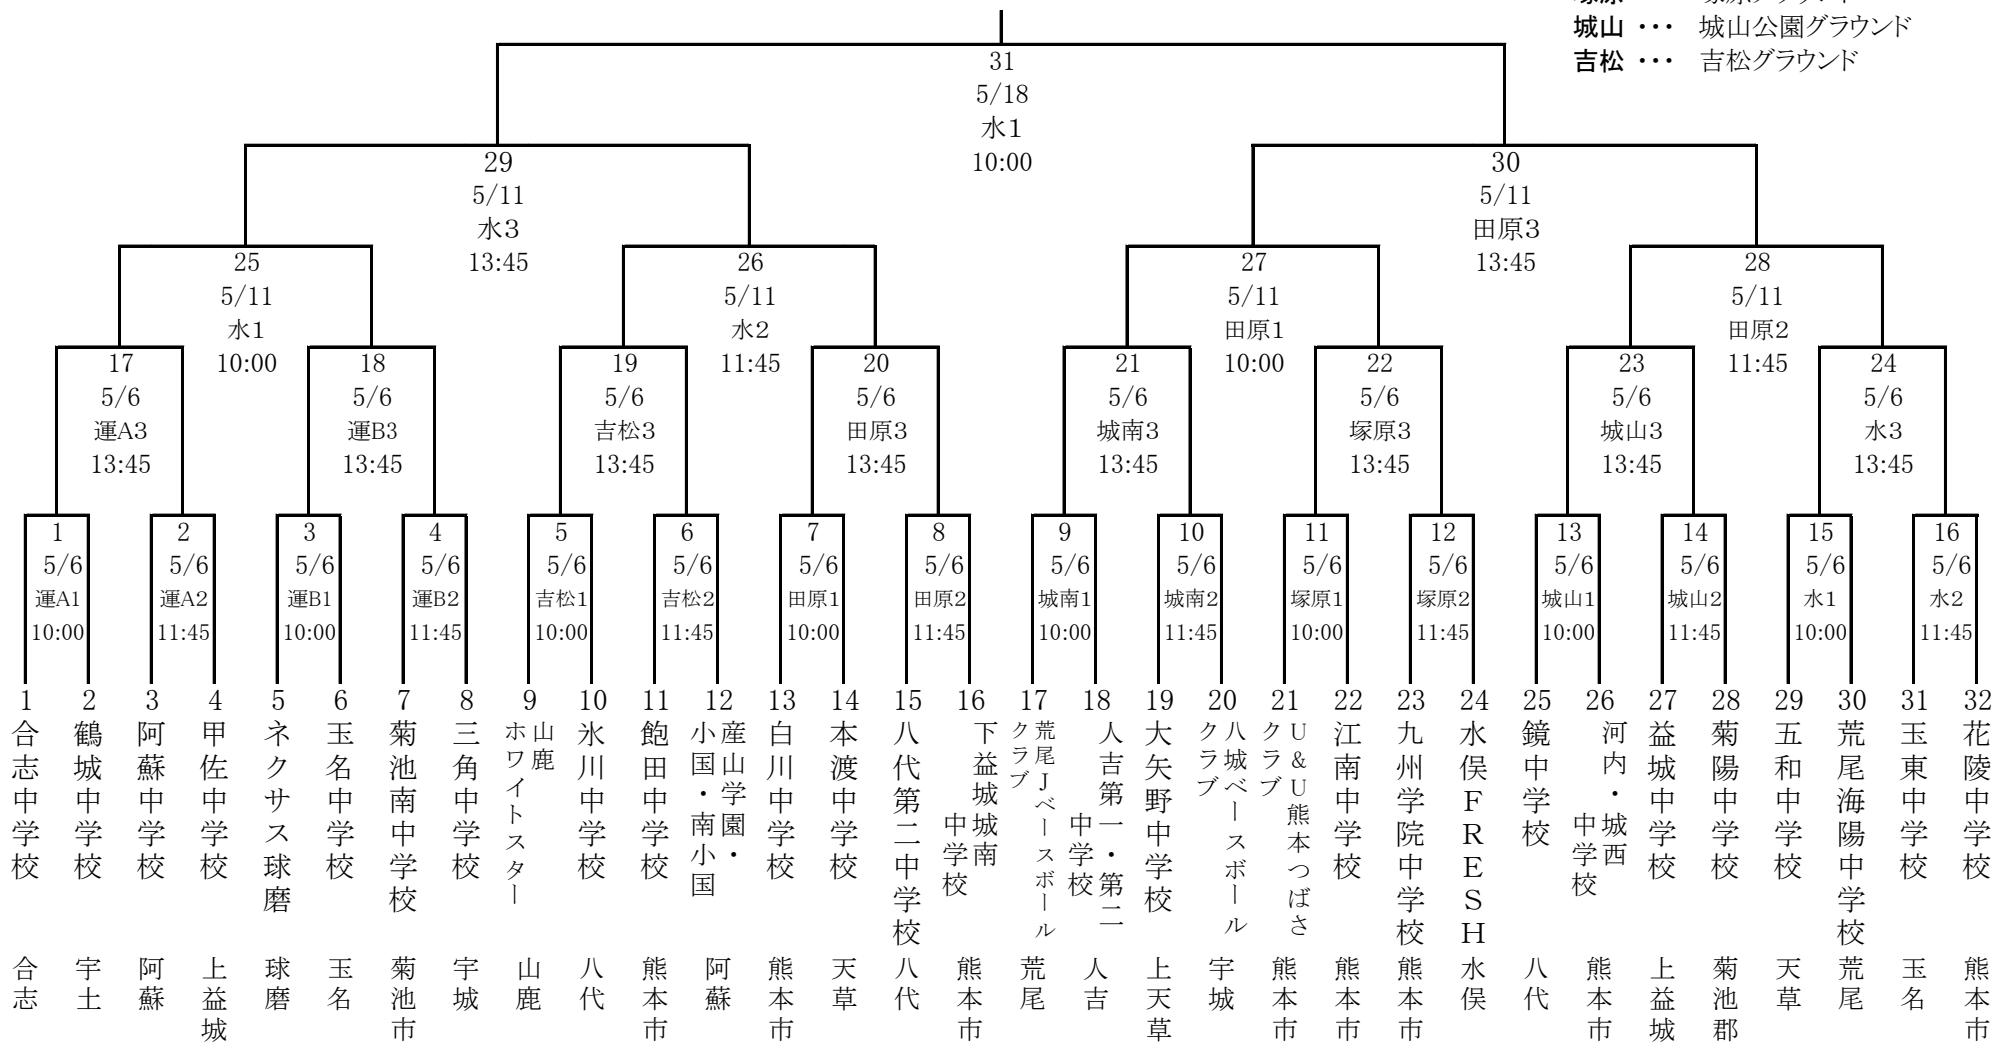 城山 ・・・ 城山公園グラウンド
吉松 ・・・ 吉松グラウンド
31
5/18
水1
10:00
29
5/11
水3
13:45
30
5/11
田原3
13:45
25
5/11
水1
10:00
26
5/11
水2
11:45
27
5/11
田原1
10:00
28
5/11
田原2
11:45
17
5/6
運A3
13:45
18
5/6
運B3
13:45
19
5/6
吉松3
13:45
20
5/6
田原3
13:45
21
5/6
城南3
13:45
22
5/6
塚原3
13:45
23
5/6
城山3
13:45
24
5/6
水3
13:45
1
5/6
運A1
10:00
2
5/6
運A2
11:45
3
5/6
運B1
10:00
4
5/6
運B2
11:45
5
5/6
吉松1
10:00
6
5/6
吉松2
11:45
7
5/6
田原1
10:00
8
5/6
田原2
11:45
9
5/6
城南1
10:00
10
5/6
城南2
11:45
11
5/6
塚原1
10:00
12
5/6
塚原2
11:45
13
5/6
城山1
10:00
14
5/6
城山2
11:45
15
5/6
水1
10:00
16
5/6
水2
11:45
1
合志中学校
合志
2
鶴城中学校
宇土
3
阿蘇中学校
阿蘇
4
甲佐中学校
上益城
5
ネクサス球磨
球磨
6
玉名中学校
玉名
7
菊池南中学校
菊池市
8
三角中学校
宇城
9
山鹿
ホワイトスター
山鹿
10
氷川中学校
八代
11
飽田中学校
熊本市
12
産山学園・
小国・南小国
阿蘇
13
白川中学校
熊本市
14
本渡中学校
天草
15
八代第二中学校
八代
16
下益城城南
中学校
熊本市
17
荒尾Jベースボール
クラブ
荒尾
18
人吉第一・第二
中学校
人吉
19
大矢野中学校
上天草
20
八城ベースボール
クラブ
宇城
21
U&U熊本つばさ
クラブ
熊本市
22
江南中学校
熊本市
23
九州学院中学校
熊本市
24
水俣FRESH
水俣
25
鏡中学校
八代
26
河内・城西
中学校
熊本市
27
益城中学校
上益城
28
菊陽中学校
菊池郡
29
五和中学校
天草
30
荒尾海陽中学校
荒尾
31
玉東中学校
玉名
32
花陵中学校
熊本市